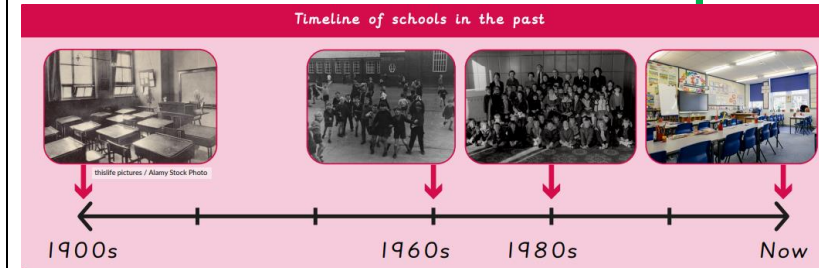 Timeline of schools in the past
thislife pictures / Alamy Stock Photo
1900s 1960s 1980s Now